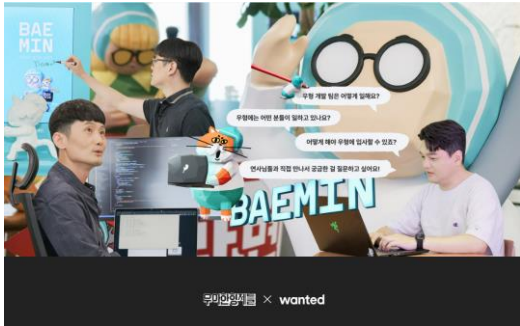 BAE
MIN
우형 개발 팀은 어떻게 일해요?
우형에는 어떤 분들이 일하고 있나요?
어떻게 해야 우형에 입사할 수 있죠?
연사님들과 직접 만나서 궁금한 걸 질문하고 싶어요!
BAEMIN
우아한형제들 × wanted